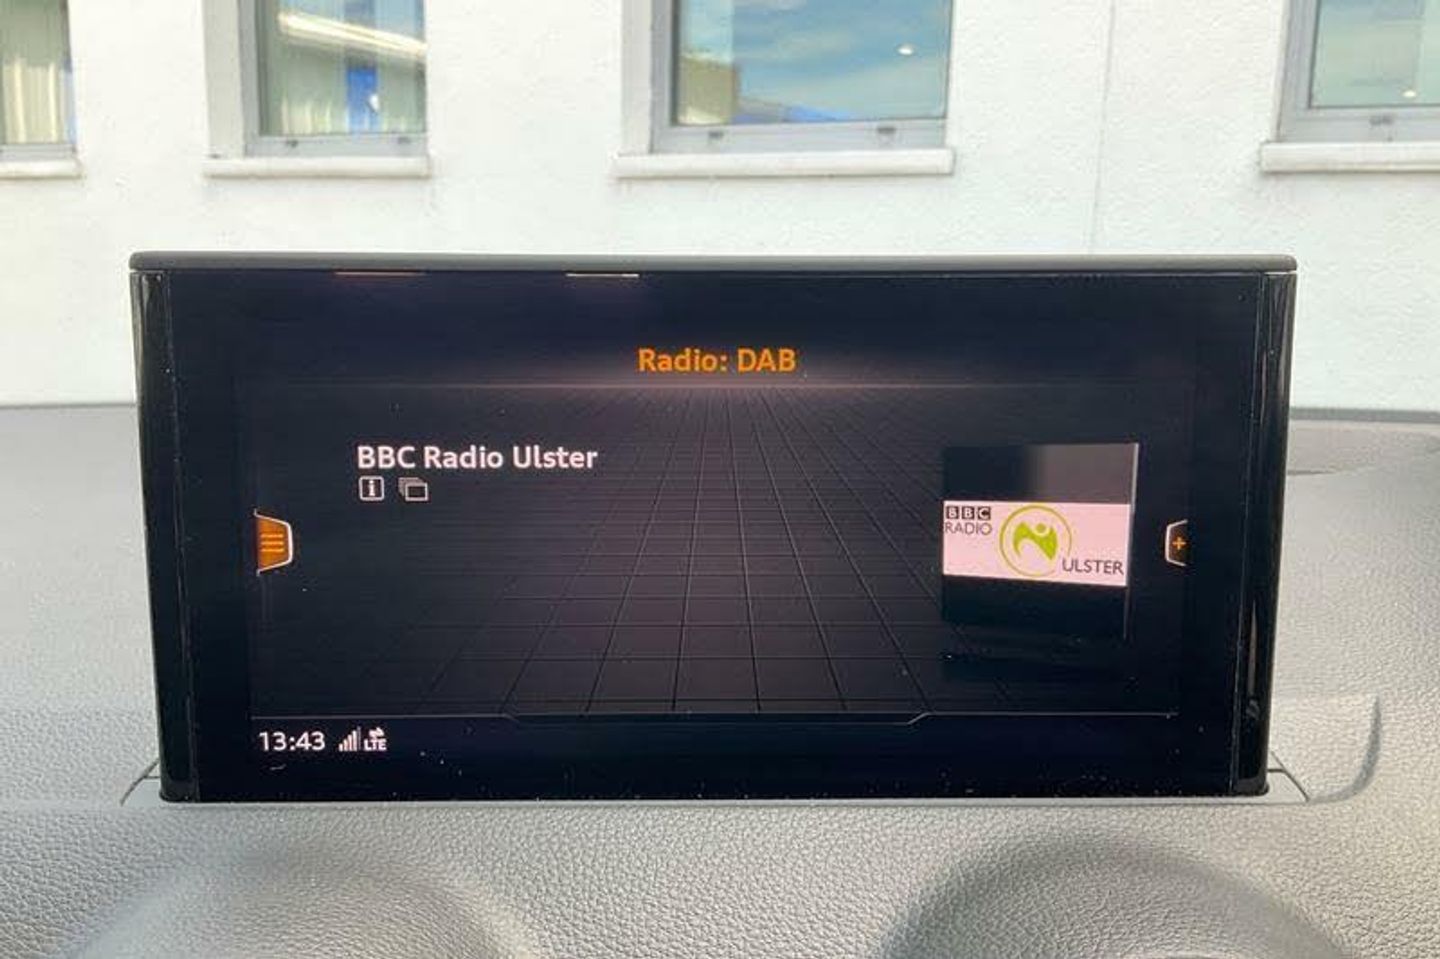 Radio: DAB
BBC Radio Ulster
i
BBC
RADIO
ULSTER
+
13:43 LTE